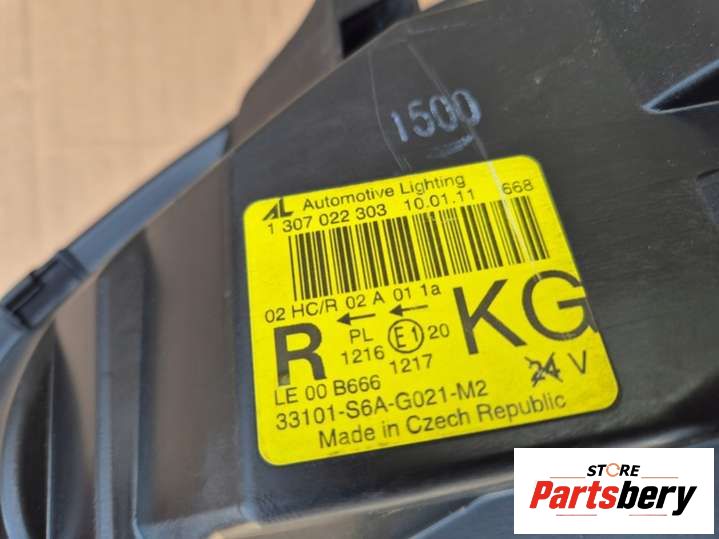 1500
AL Automotive Lighting
1 307 022 303 10.01.11 668
02 HC/R 02 A 01 1a
R PL E1 20 KG
1216 1217
LE 00 B666 24 V
33101-S6A-G021-M2
Made in Czech Republic
STORE
Partsbery